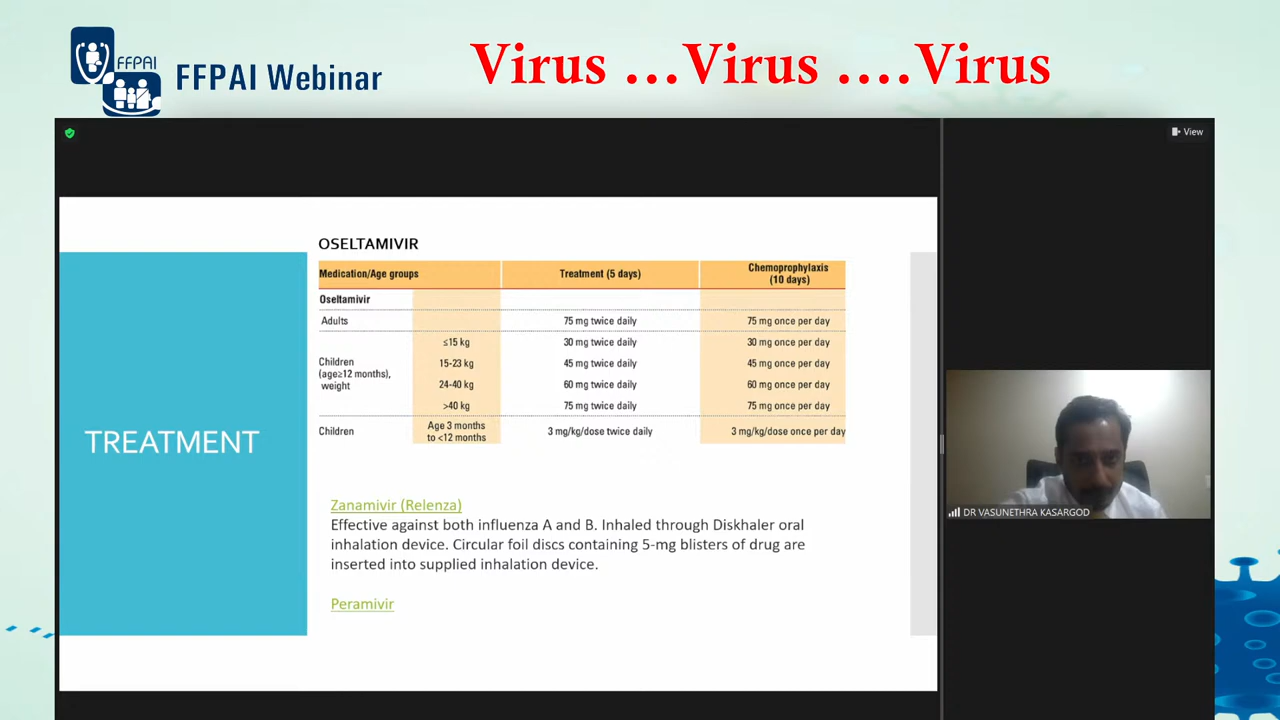 FFPAI
FFPAI Webinar
Virus ...Virus ....Virus
View
OSELTAMIVIR
Medication/Age groups Treatment (5 days) Chemoprophylaxis
(10 days)
Oseltamivir
Adults 75 mg twice daily 75 mg once per day
≤15 kg 30 mg twice daily 30 mg once per day
Children
(age≥12 months),
weight
15-23 kg 45 mg twice daily 45 mg once per day
24-40 kg 60 mg twice daily 60 mg once per day
>40 kg 75 mg twice daily 75 mg once per day
Children Age 3 months
to <12 months 3 mg/kg/dose twice daily 3 mg/kg/dose once per day
TREATMENT
Zanamivir (Relenza)
Effective against both influenza A and B. Inhaled through Diskhaler oral
inhalation device. Circular foil discs containing 5-mg blisters of drug are
inserted into supplied inhalation device.
Peramivir
DR VASUNETHRA KASARGOD